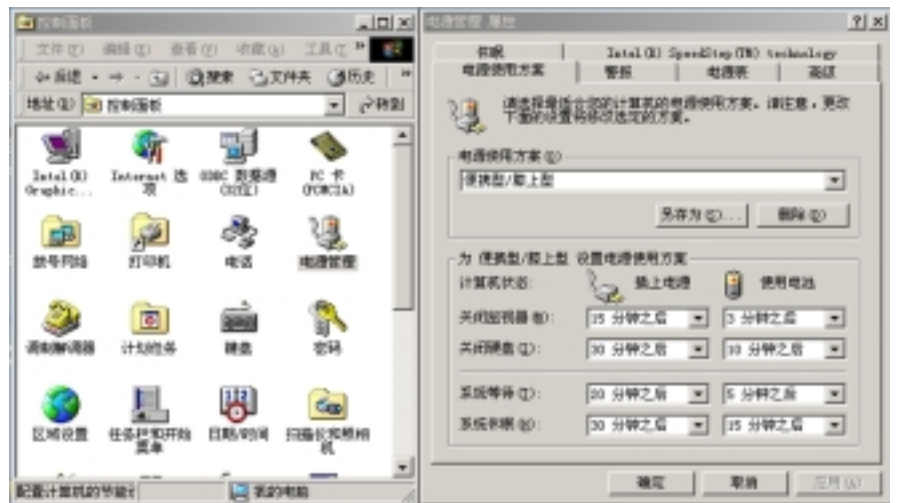 控制面板
文件(F) 编辑(E) 查看(V) 收藏(A) 工具(T
后退 搜索 文件夹 历史
地址(D) 控制面板 转到
Intel(R) Graphic... Internet 选项 ODBC 数据源 (32位) PC 卡 (PCMCIA)
拨号网络 打印机 电话 电源管理
调制解调器 计划任务 键盘 密码
区域设置 任务栏和开始菜单 日期/时间 扫描仪和照相机
配置计算机的节能 我的电脑
电源管理 属性
休眠 Intel(R) SpeedStep(TM) technology
电源使用方案 警报 电源表 高级
请选择最适合您的计算机的电源使用方案。请注意，更改
下面的设置将修改选定的方案。
电源使用方案(P)
便携型/膝上型
另存为(S)... 删除(D)
为 便携型/膝上型 设置电源使用方案
计算机状态: 插上电源 使用电池
关闭监视器(M): 15 分钟之后 3 分钟之后
关闭硬盘(I): 30 分钟之后 10 分钟之后
系统等待(T): 20 分钟之后 5 分钟之后
系统休眠(H): 30 分钟之后 15 分钟之后
确定 取消 应用(A)